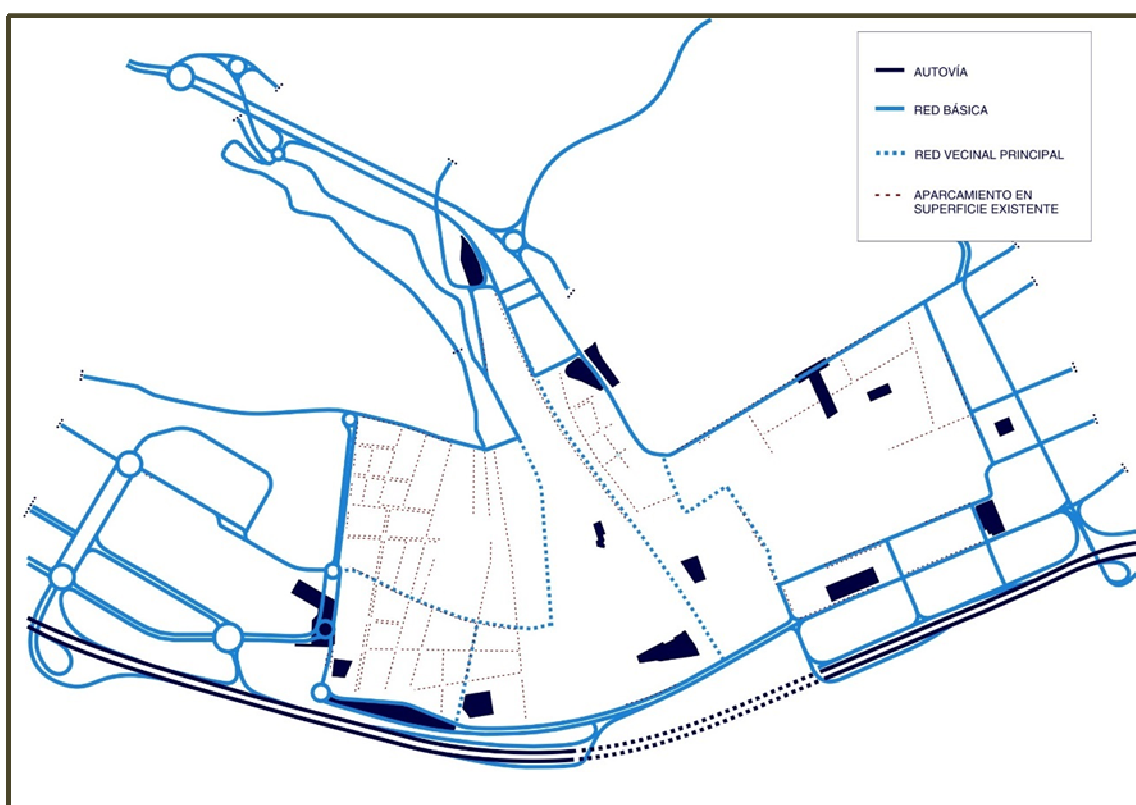 AUTOVÍA
RED BÁSICA
RED VECINAL PRINCIPAL
APARCAMIENTO EN
SUPERFICIE EXISTENTE